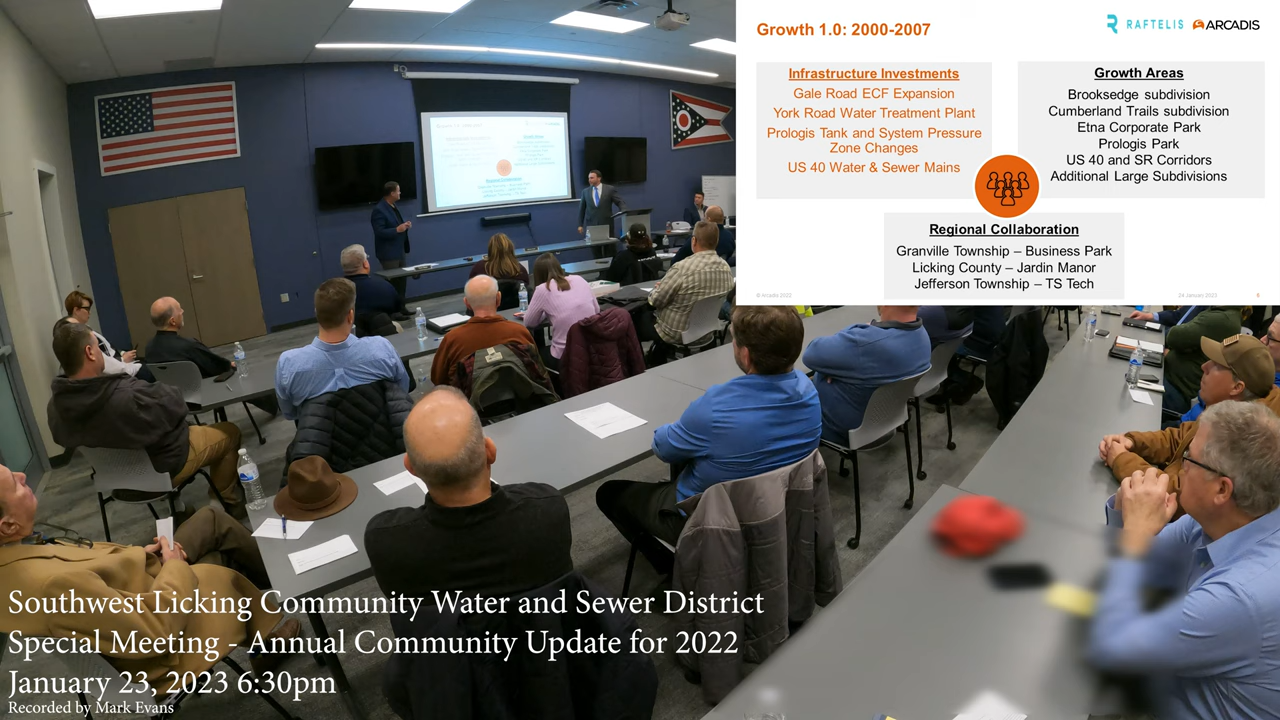 Growth 1.0: 2000-2007
RAFTELIS
ARCADIS
Infrastructure Investments
Gale Road ECF Expansion
York Road Water Treatment Plant
Prologis Tank and System Pressure
Zone Changes
US 40 Water & Sewer Mains
Growth Areas
Brooksedge subdivision
Cumberland Trails subdivision
Etna Corporate Park
Prologis Park
US 40 and SR Corridors
Additional Large Subdivisions
Regional Collaboration
Granville Township – Business Park
Licking County – Jardin Manor
Jefferson Township – TS Tech
© Arcadis 2022
24 January 2023
Southwest Licking Community Water and Sewer District
Special Meeting - Annual Community Update for 2022
January 23, 2023 6:30pm
Recorded by Mark Evans